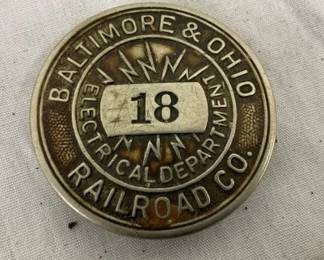 BALTIMORE & OHIO
ELECTRICAL DEPARTMENT
18
RAILROAD CO.